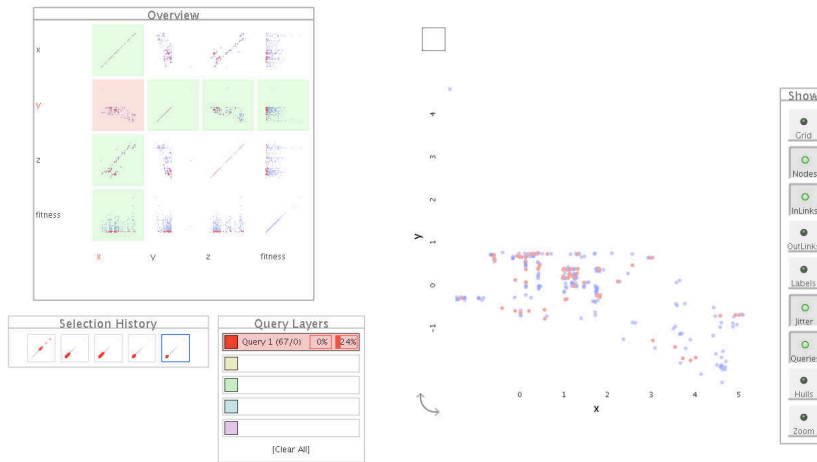 Overview
x
y
z
fitness
x
y
z
fitness
Selection History
Query Layers
Query 1 (67/0) 0% 24%
[Clear All]
4
3
2
1
0
-1
y
0 1 2 3 4 5
x
Show
Grid
Nodes
InLinks
OutLinks
Labels
Jitter
Queries
Hulls
Zoom